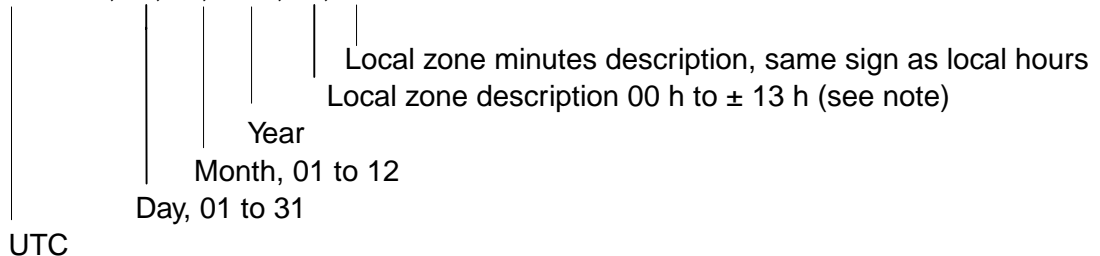 Local zone minutes description, same sign as local hours
Local zone description 00 h to ± 13 h (see note)
Year
Month, 01 to 12
Day, 01 to 31
UTC